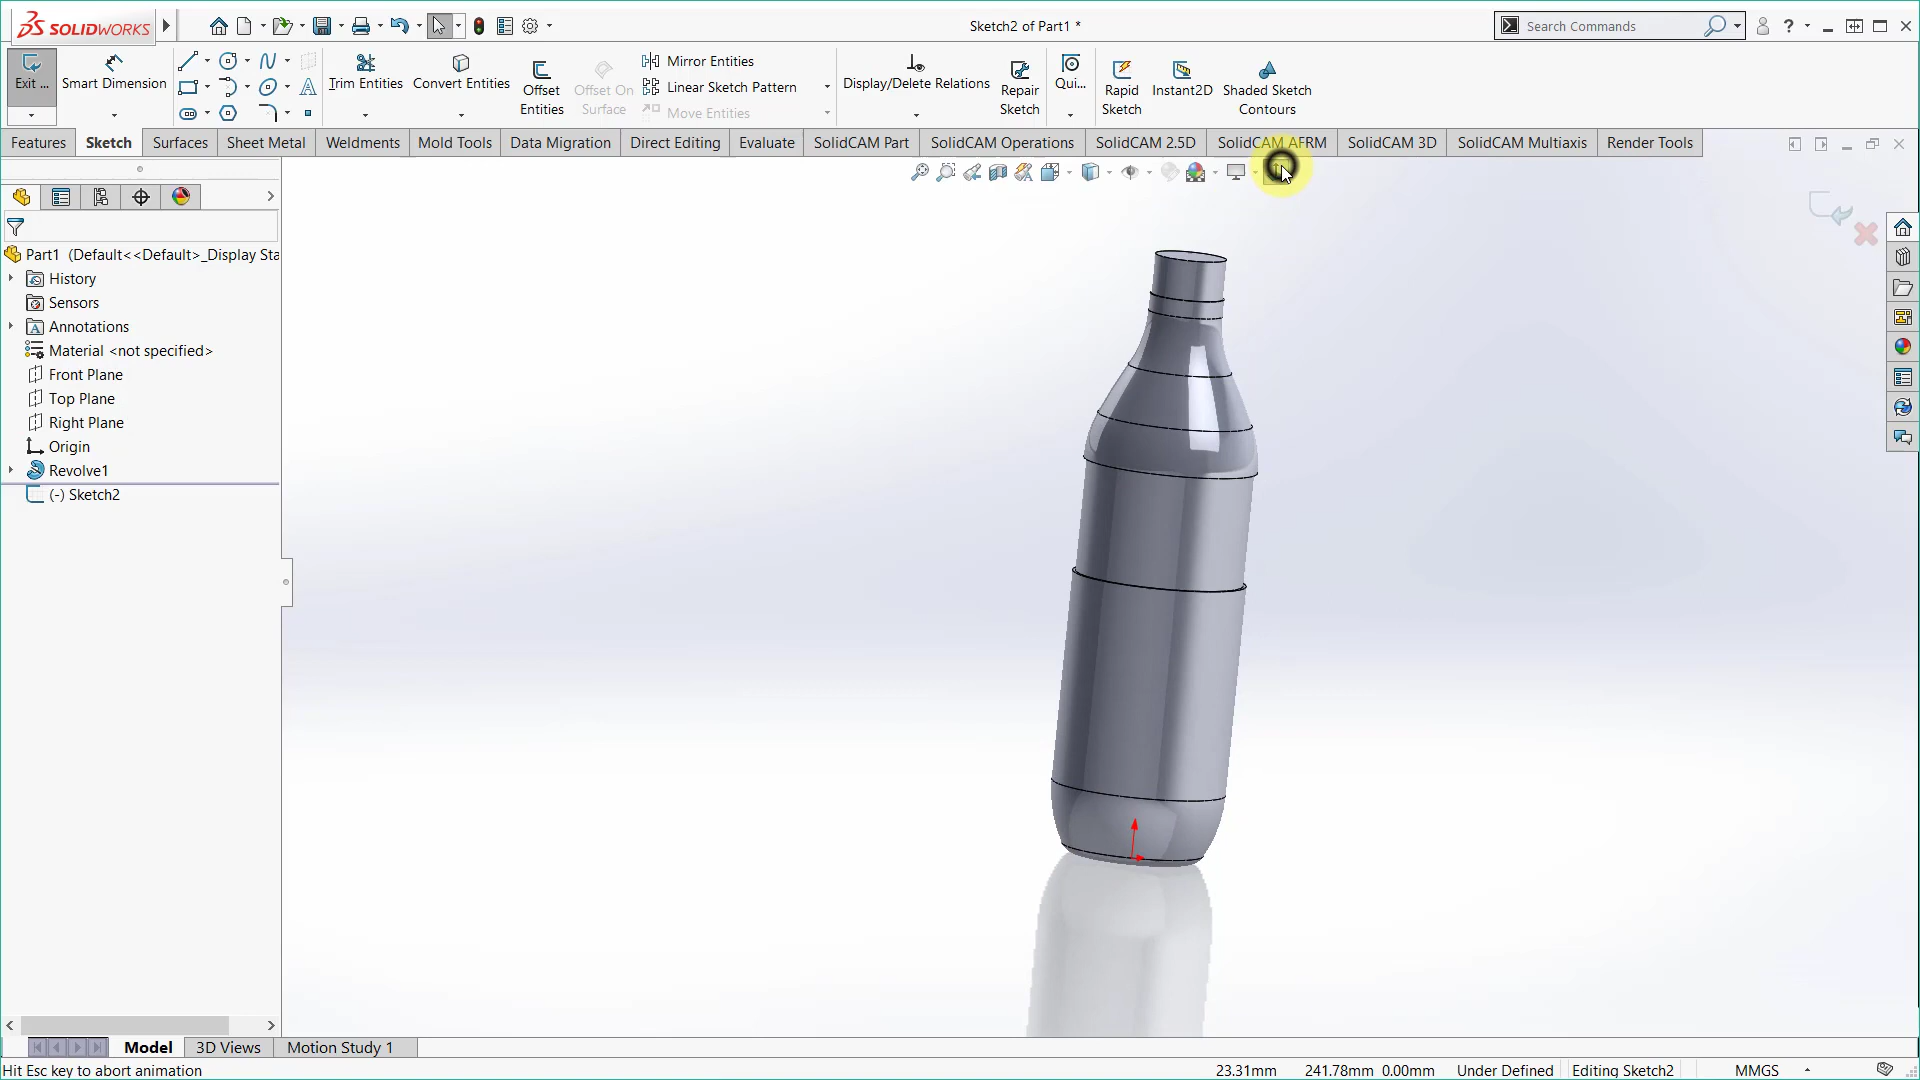 SOLIDWORKS
Sketch2 of Part1 *
Search Commands
?
Exit ...
Smart Dimension
Trim Entities
Convert Entities
Offset Entities
Offset On Surface
Mirror Entities
Linear Sketch Pattern
Move Entities
Display/Delete Relations
Repair Sketch
Qui...
Rapid Sketch
Instant2D
Shaded Sketch Contours
Features
Sketch
Surfaces
Sheet Metal
Weldments
Mold Tools
Data Migration
Direct Editing
Evaluate
SolidCAM Part
SolidCAM Operations
SolidCAM 2.5D
SolidCAM AFRM
SolidCAM 3D
SolidCAM Multiaxis
Render Tools
Part1 (Default<<Default>_Display Sta
History
Sensors
Annotations
Material <not specified>
Front Plane
Top Plane
Right Plane
Origin
Revolve1
(-) Sketch2
Model
3D Views
Motion Study 1
Hit Esc key to abort animation
23.31mm
241.78mm
0.00mm
Under Defined
Editing Sketch2
MMGS